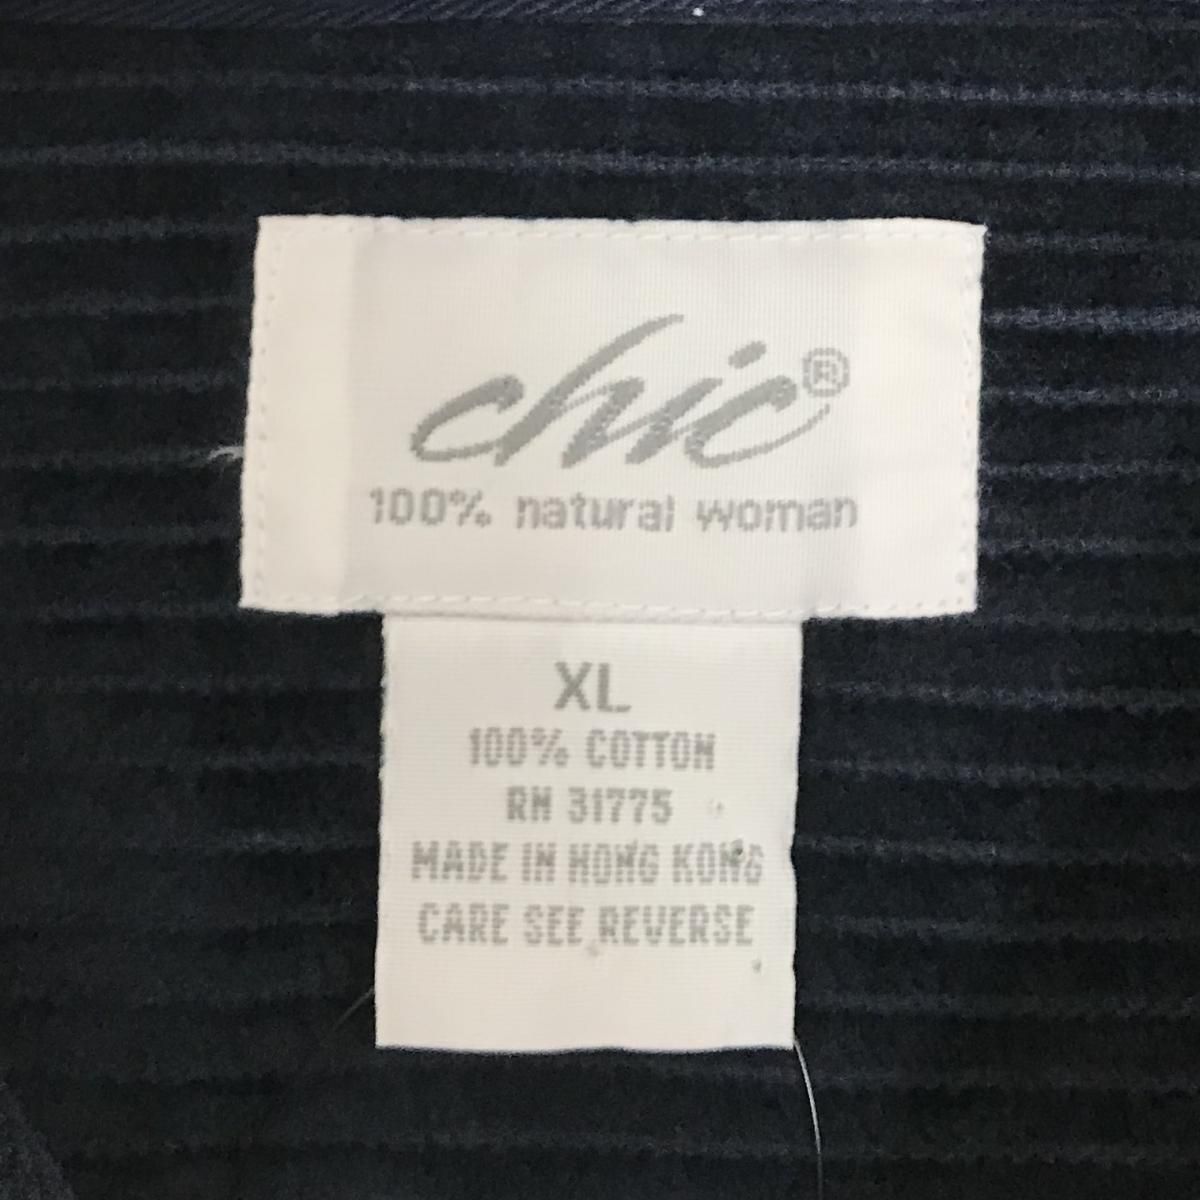 chic®
100% natural woman
XL
100% COTTON
RN 31775
MADE IN HONG KONG
CARE SEE REVERSE